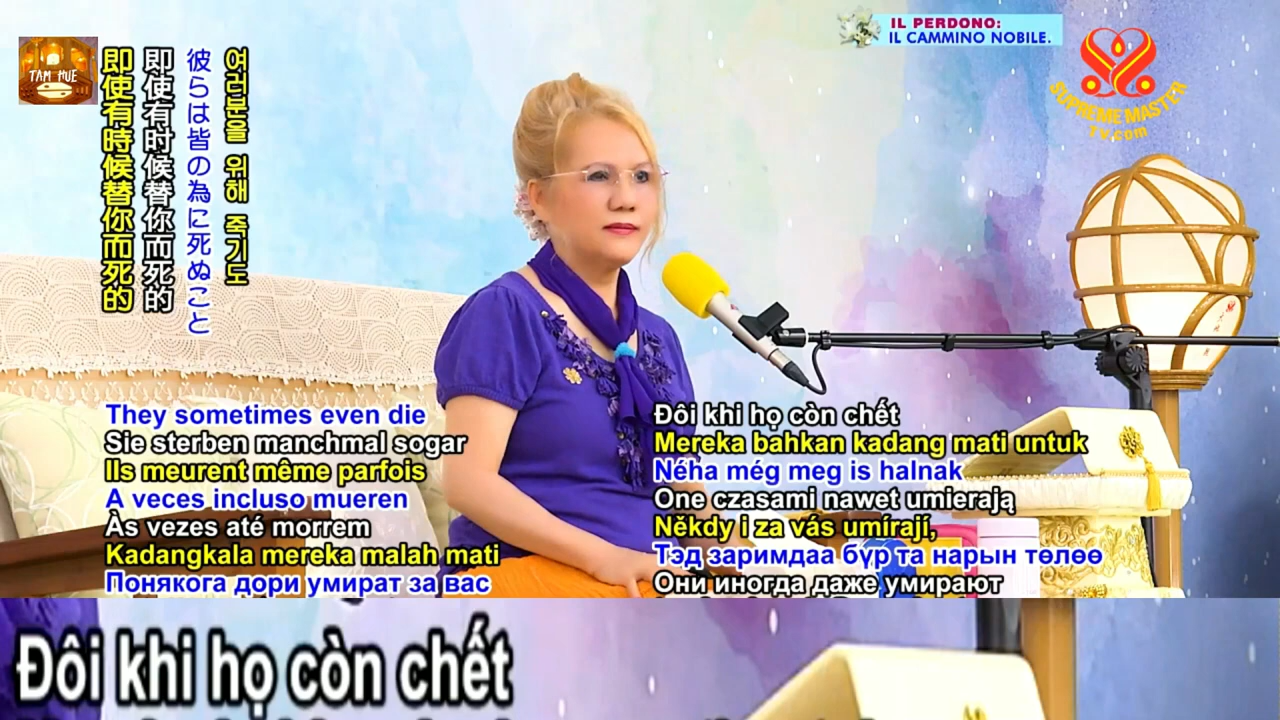 TAM HUE
IL PERDONO:
IL CAMMINO NOBILE.
SUPREME MASTER
TV.com
여러분을 위해 죽기도
彼らは皆の為に死ぬこと
即使有时候替你而死的
即使有時候替你而死的
They sometimes even die
Sie sterben manchmal sogar
Ils meurent même parfois
A veces incluso mueren
Às vezes até morrem
Kadangkala mereka malah mati
Понякога дори умират за вас
Đôi khi họ còn chết
Mereka bahkan kadang mati untuk
Néha még meg is halnak
One czasami nawet umierają
Někdy i za vás umírají,
Тэд заримдаа бүр та нарын төлөө
Они иногда даже умирают
Đôi khi họ còn chết